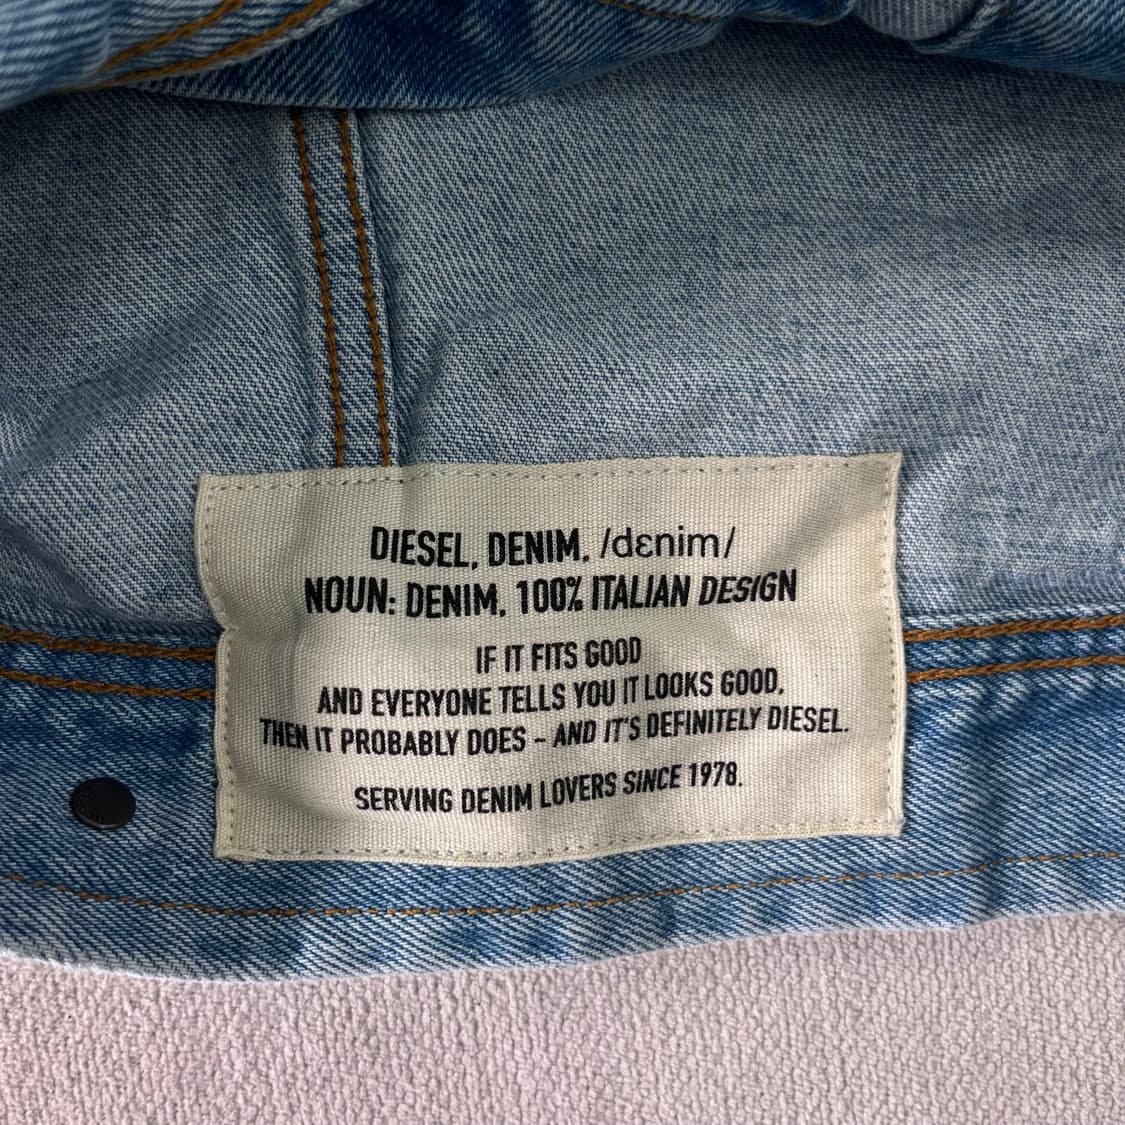 DIESEL, DENIM, /dɛnim/
NOUN: DENIM, 100% ITALIAN DESIGN
IF IT FITS GOOD
AND EVERYONE TELLS YOU IT LOOKS GOOD,
THEN IT PROBABLY DOES – AND IT'S DEFINITELY DIESEL.
SERVING DENIM LOVERS SINCE 1978.